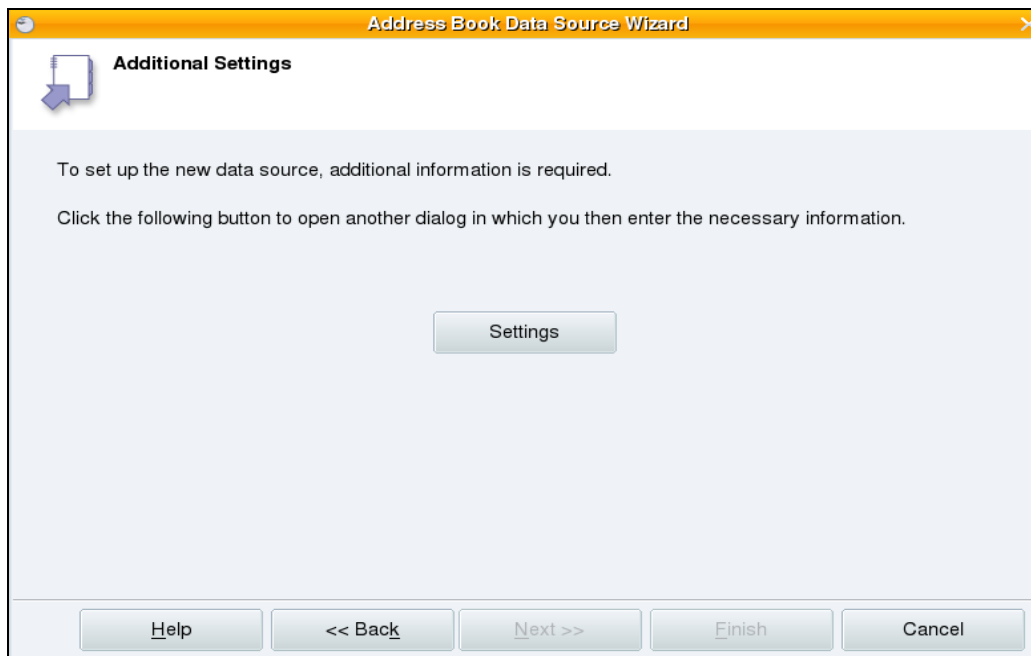 Address Book Data Source Wizard
Additional Settings
To set up the new data source, additional information is required.
Click the following button to open another dialog in which you then enter the necessary information.
Settings
Help
<< Back
Next >>
Finish
Cancel